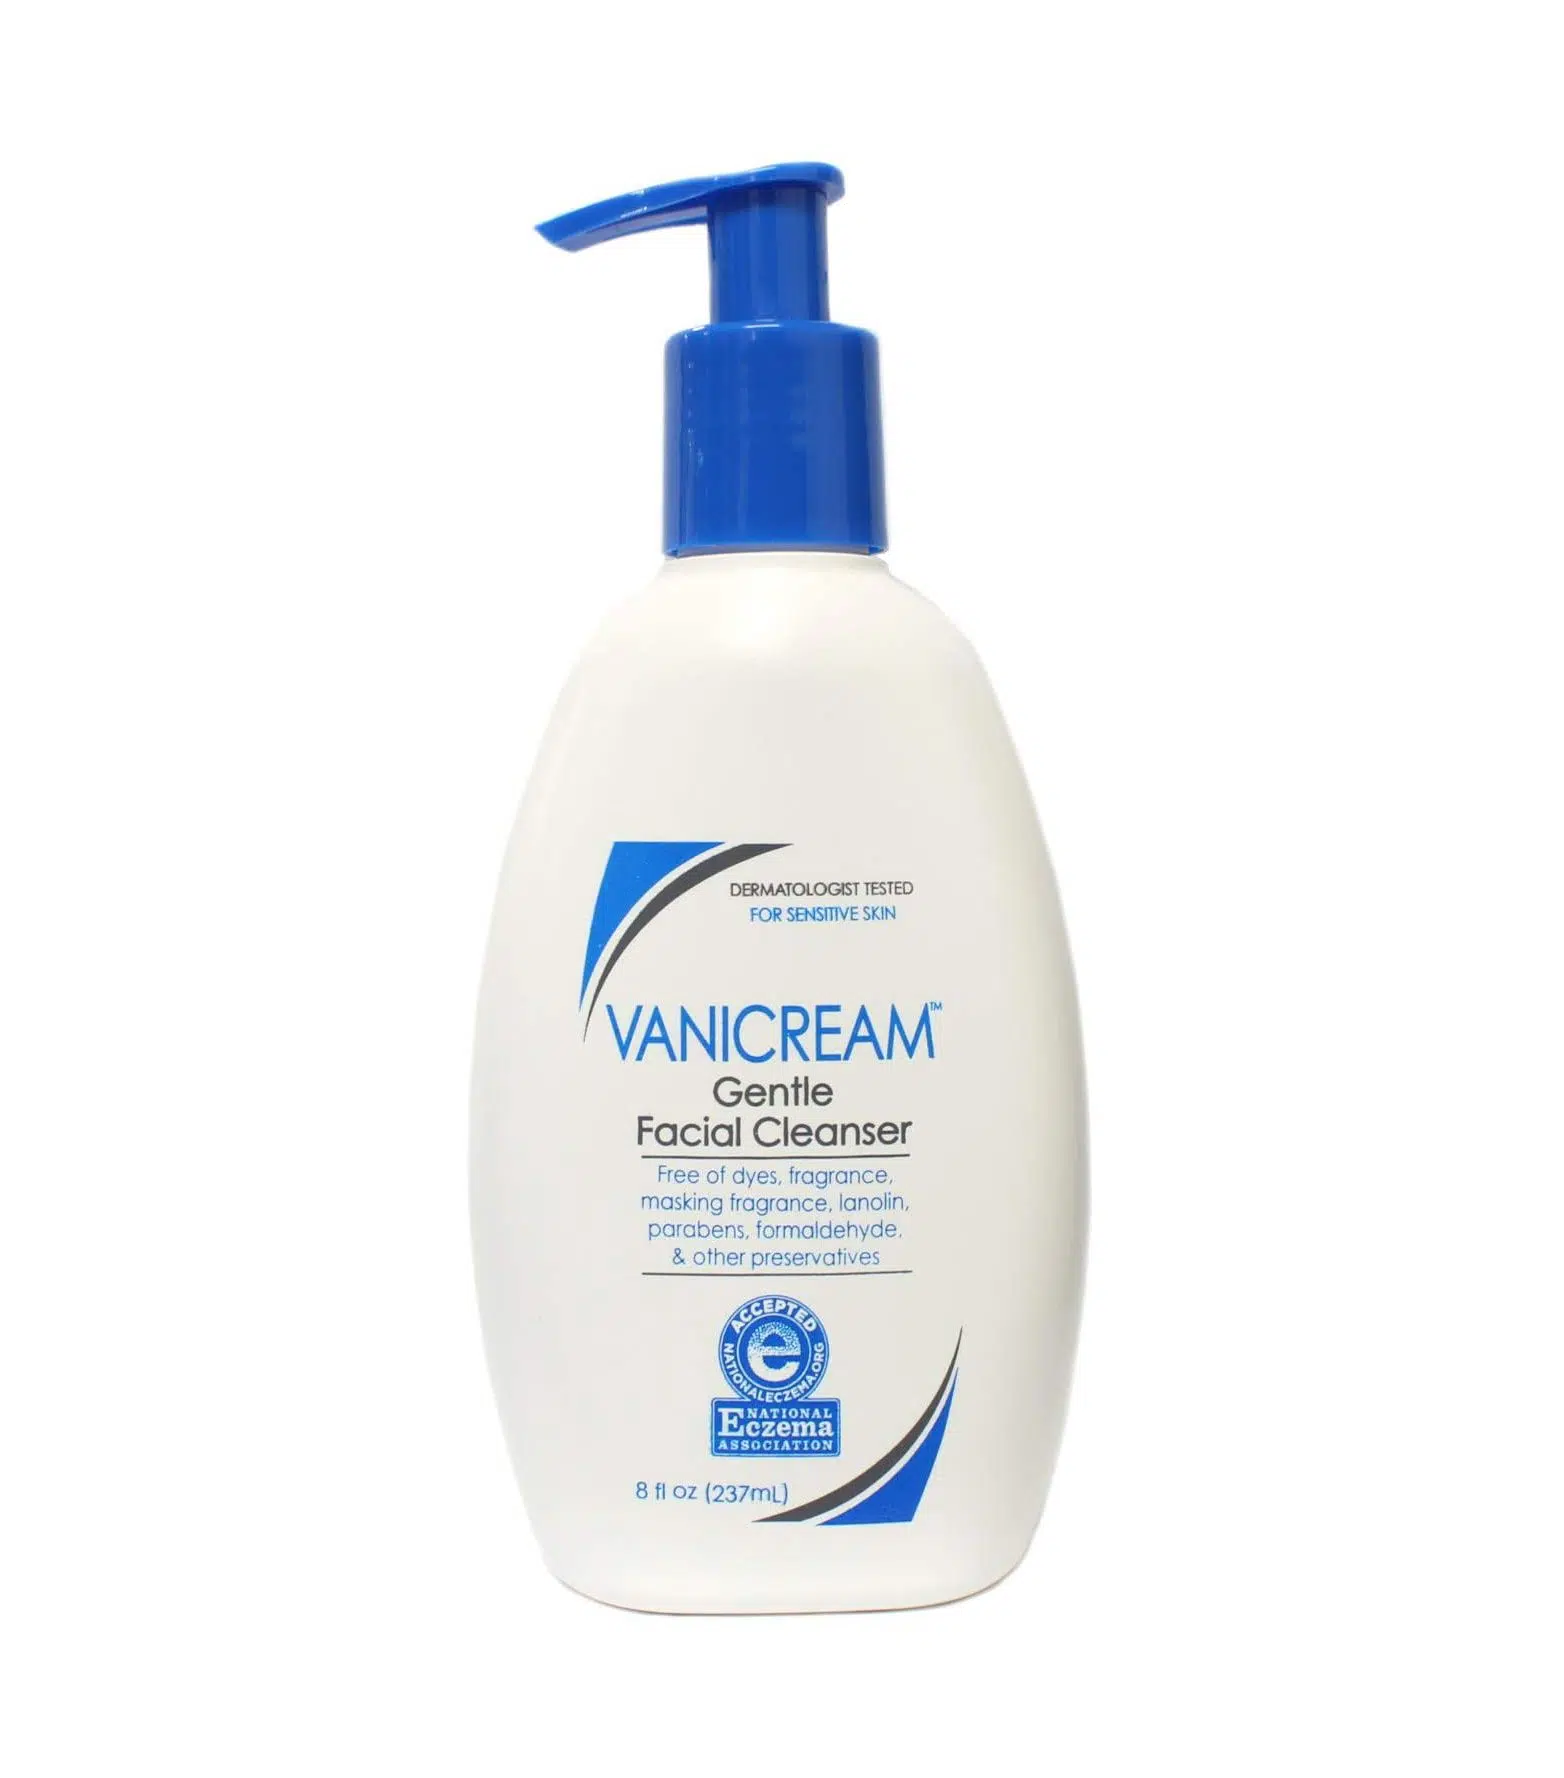 DERMATOLOGIST TESTED
FOR SENSITIVE SKIN
VANICREAM™
Gentle
Facial Cleanser
Free of dyes, fragrance,
masking fragrance, lanolin,
parabens, formaldehyde,
& other preservatives
ACCEPTED
e
NATIONALECZEMA.ORG
NATIONAL
Eczema
ASSOCIATION
8 fl oz (237mL)